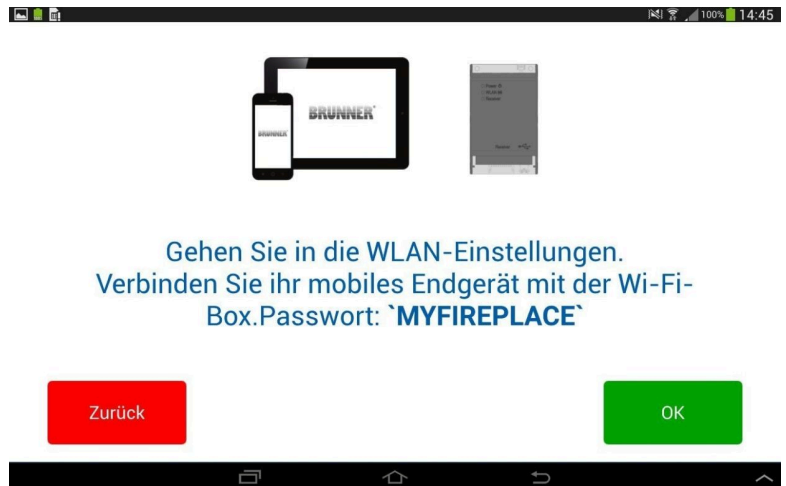 100% 14:45
BRUNNER
BRUNNER
Gehen Sie in die WLAN-Einstellungen.
Verbinden Sie ihr mobiles Endgerät mit der Wi-Fi-
Box.Passwort: `MYFIREPLACE`
Zurück
OK